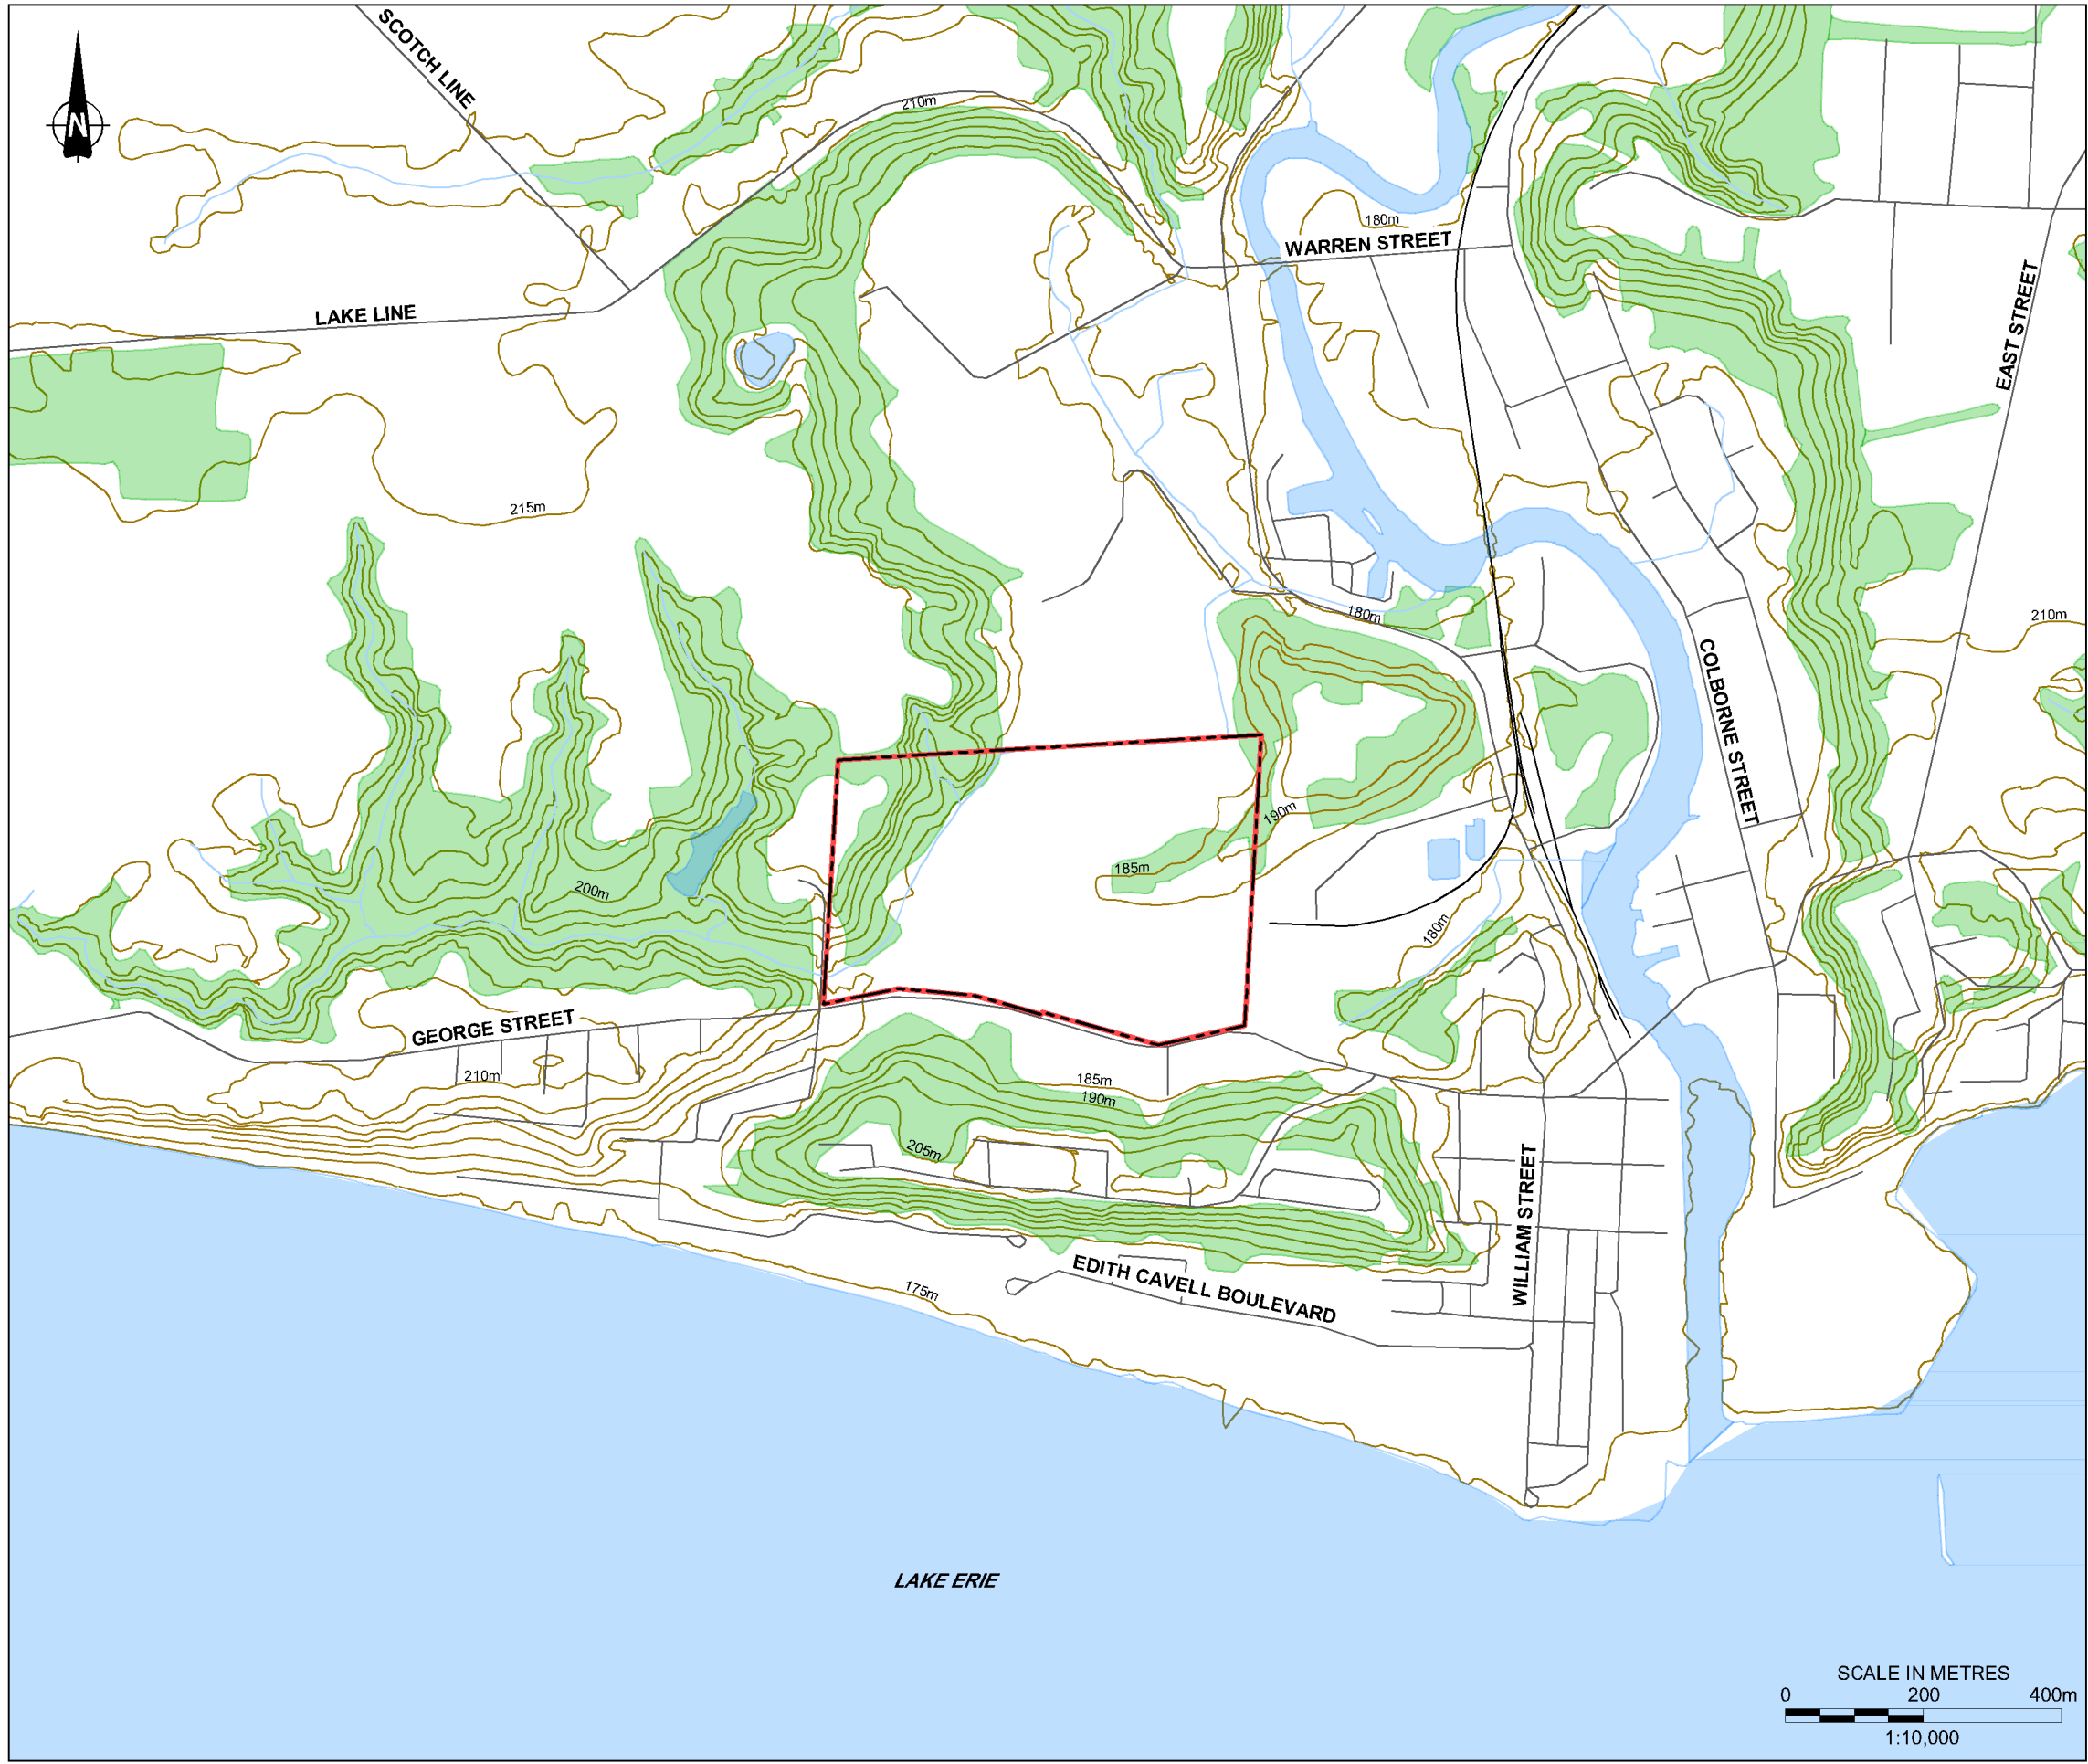 SCOTCH LINE
N
210m
180m
WARREN STREET
LAKE LINE
EAST STREET
215m
180m
210m
COLBORNE STREET
190m
185m
200m
180m
GEORGE STREET
210m
185m
190m
205m
WILLIAM STREET
EDITH CAVELL BOULEVARD
175m
LAKE ERIE
SCALE IN METRES
0 200 400m
1:10,000